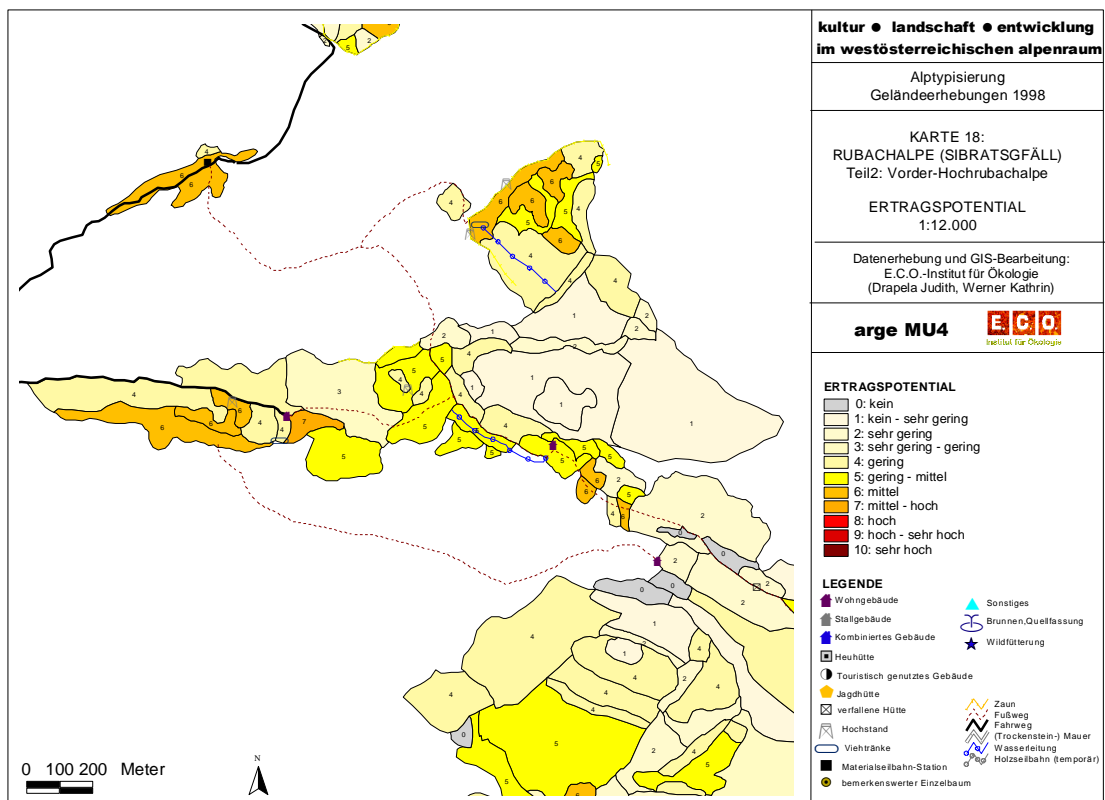 kultur ● landschaft ● entwicklung
im westösterreichischen alpenraum
Alptypisierung
Geländeerhebungen 1998
KARTE 18:
RUBACHALPE (SIBRATSGFÄLL)
Teil2: Vorder-Hochrubachalpe
ERTRAGSPOTENTIAL
1:12.000
Datenerhebung und GIS-Bearbeitung:
E.C.O.-Institut für Ökologie
(Drapela Judith, Werner Kathrin)
arge MU4
E C O
Institut für Ökologie
ERTRAGSPOTENTIAL
0: kein
1: kein - sehr gering
2: sehr gering
3: sehr gering - gering
4: gering
5: gering - mittel
6: mittel
7: mittel - hoch
8: hoch
9: hoch - sehr hoch
10: sehr hoch
LEGENDE
Wohngebäude
Stallgebäude
Kombiniertes Gebäude
Heuhütte
Touristisch genutztes Gebäude
Jagdhütte
verfallene Hütte
Hochstand
Viehtränke
Materialseilbahn-Station
bemerkenswerter Einzelbaum
Sonstiges
Brunnen,Quellfassung
Wildfütterung
Zaun
Fußweg
Fahrweg
(Trockenstein-) Mauer
Wasserleitung
Holzseilbahn (temporär)
0 100 200 Meter
N